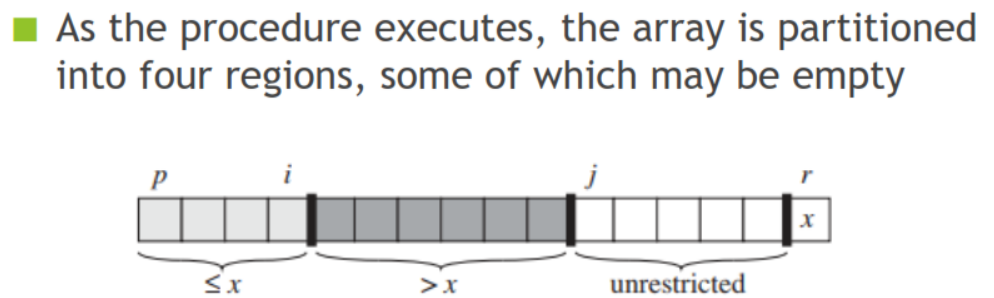 As the procedure executes, the array is partitioned
into four regions, some of which may be empty
p i j r
x
≤ x > x unrestricted